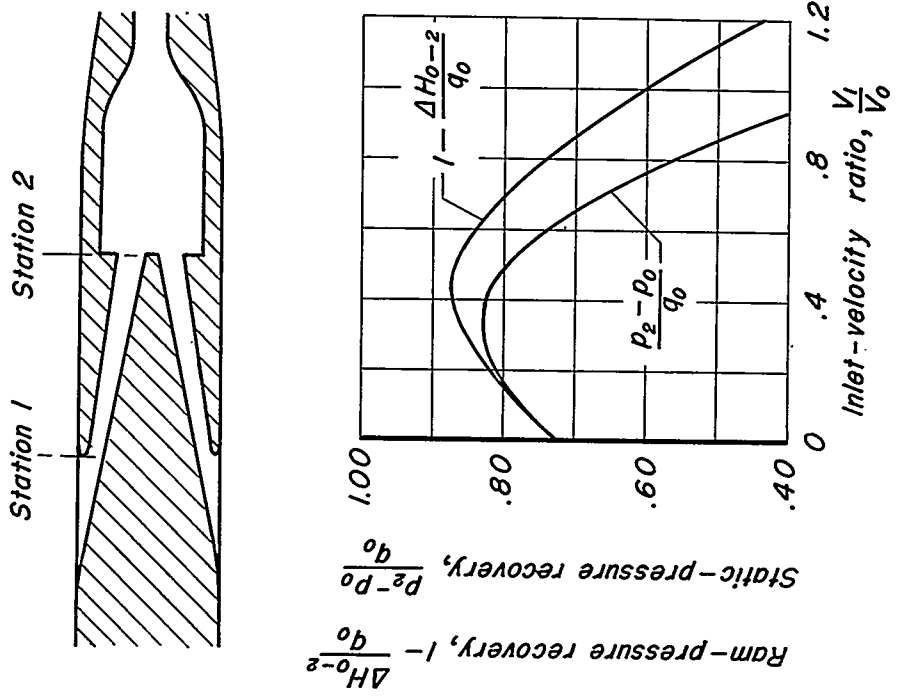 Station 1
Station 2
Ram-pressure recovery, 1 - ΔH₀₋₂/q₀
Static-pressure recovery, p₂-p₀/q₀
1.00
.80
.60
.40
0
.4
.8
1.2
Inlet-velocity ratio, V₁/V₀
1 - ΔH₀₋₂/q₀
p₂-p₀/q₀